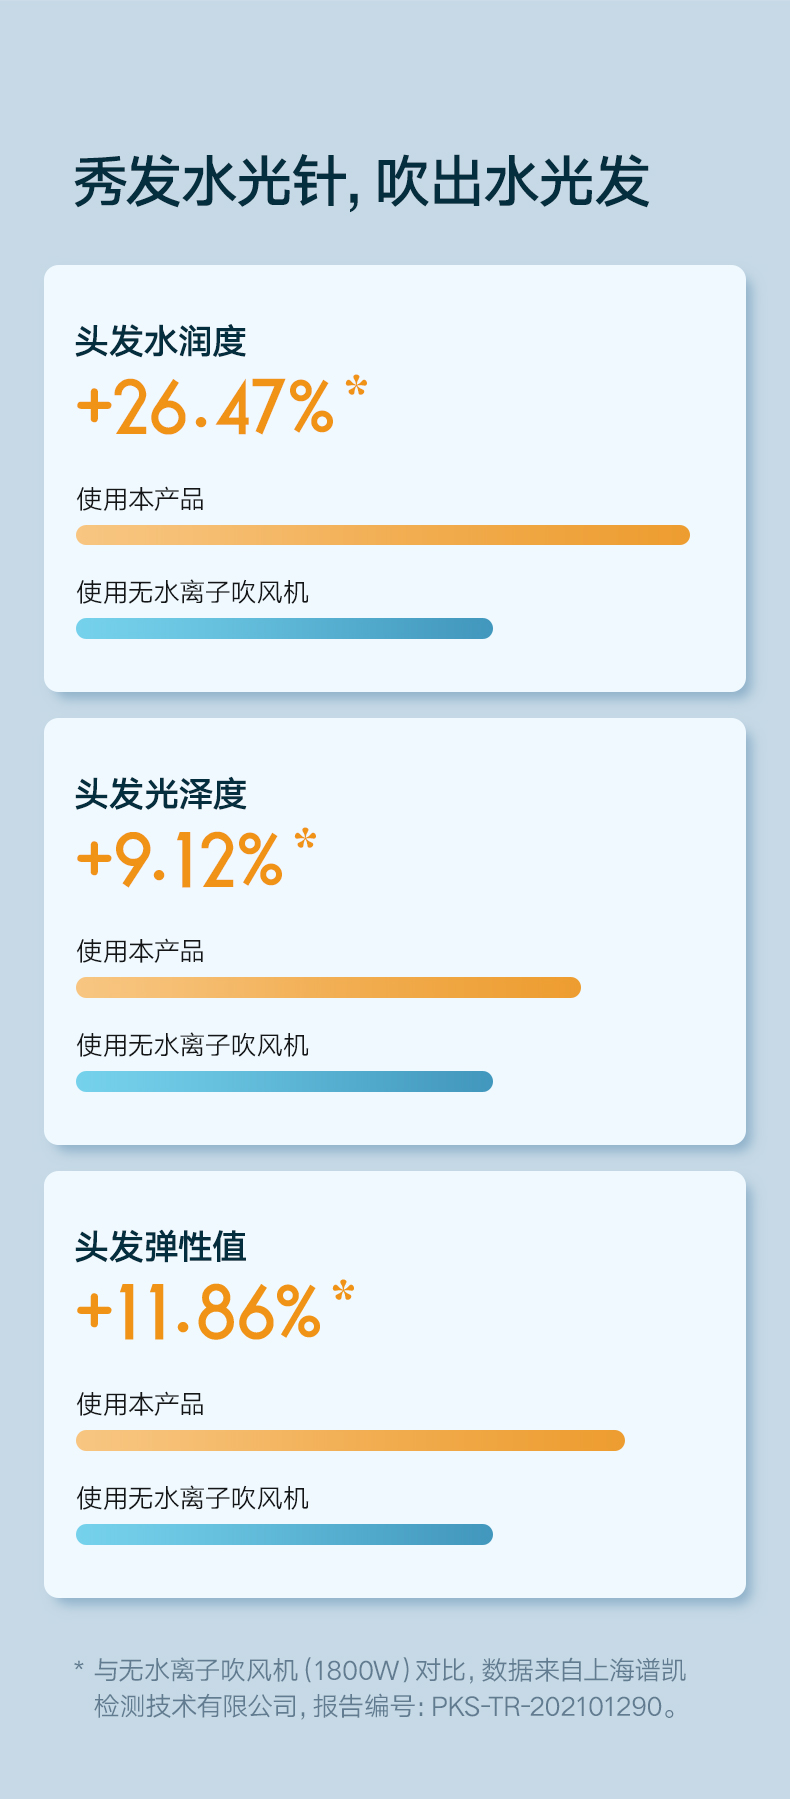 秀发水光针, 吹出水光发
头发水润度
+26.47%*
使用本产品
使用无水离子吹风机
头发光泽度
+9.12%*
使用本产品
使用无水离子吹风机
头发弹性值
+11.86%*
使用本产品
使用无水离子吹风机
* 与无水离子吹风机 (1800W) 对比, 数据来自上海谱凯
检测技术有限公司, 报告编号: PKS-TR-202101290。